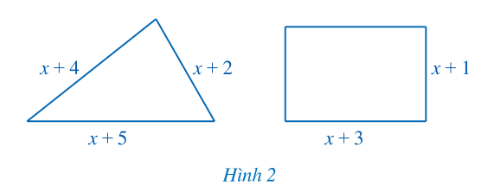 x + 4
x + 2
x + 5
x + 1
x + 3
Hình 2